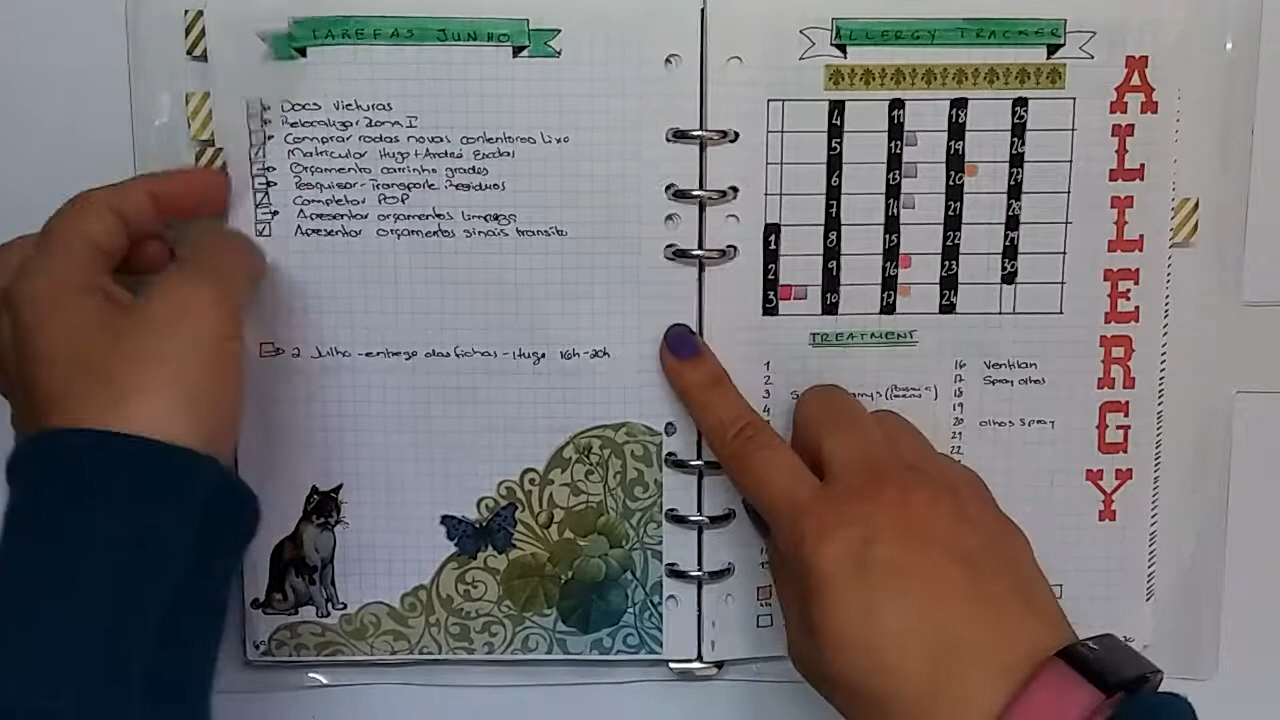 TAREFAS JUNHO
Docs Vieturas
Relocalizar Zona I
Comprar rodas novas contentores lixo
Matricular Hugo + André Escolas
Orçamento carrinho grades
Pesquisar - Transporte Residuos
Completar POP
Apresentar orçamentos limpeza
Apresentar orçamentos sinais transito
2 Julho - entrega das fichas - Hugo 16h - 20h
ALLERGY TRACKER
4 11 18 25
5 12 19 26
6 13 20 27
7 14 21 28
1 8 15 22 29
2 9 16 23 30
3 10 17 24
TREATMENT
1
2
3
4
16 Ventilan
17 Spray olhos
18
19
20 olhos Spray
21
22
ALLERGY